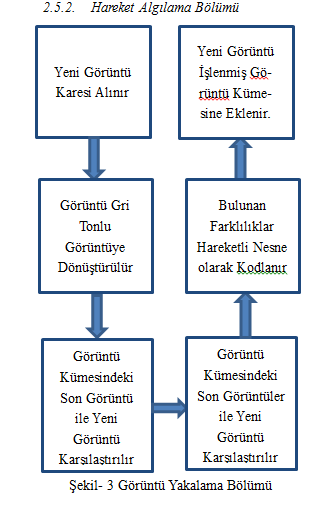 2.5.2. Hareket Algılama Bölümü
Yeni Görüntü
Karesi Alınır
Görüntü Gri
Tonlu
Görüntüye
Dönüştürülür
Görüntü
Kümesindeki
Son Görüntü
ile Yeni
Görüntü
Karşılaştırılır
Görüntü
Kümesindeki
Son Görüntüler
ile Yeni
Görüntü
Karşılaştırılır
Bulunan
Farklılıklar
Hareketli Nesne
olarak Kodlanır
Yeni Görüntü
İşlenmiş Gö-
rüntü Küme-
sine Eklenir.
Şekil- 3 Görüntü Yakalama Bölümü